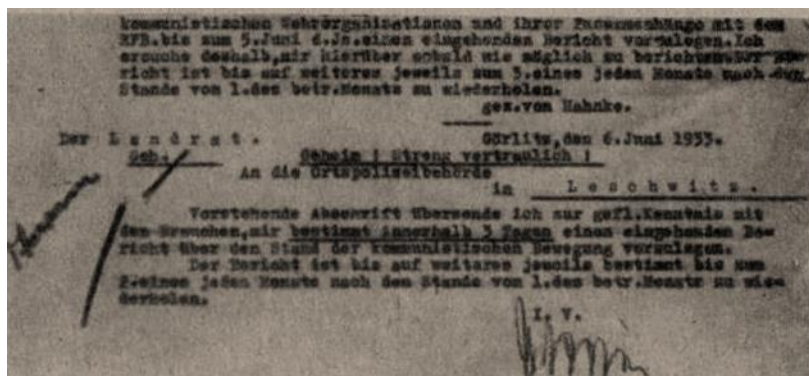 kommunistischen Wehrorganisationen und ihrer Zusammenhänge mit dem
RFB.bis zum 5.Juni d.Js.einen eingehenden Bericht vorzulegen.Ich
ersuche deshalb,mir hierüber sobald wie möglich zu berichten.Der Be-
richt ist bis auf weiteres jeweils zum 3.eines jeden Monats nach dem
Stande vom 1.des betr.Monats zu wiederholen.
gez.von Hahnke.
Der Landrat. Görlitz,den 6.Juni 1933.
Geh. Geheim ! Streng vertraulich !
An die Ortspolizeibehörde
in Leschwitz.
Vorstehende Abschrift übersende ich zur gefl.Kenntnis mit
dem Ersuchen,mir bestimmt innerhalb 3 Tagen einen eingehenden Be-
richt über den Stand der kommunistischen Bewegung vorzulegen.
Der Bericht ist bis auf weiteres jeweils bestimmt bis zum
2.eines jeden Monats nach dem Stande vom 1.des betr.Monats zu wie-
derholen.
I. V.